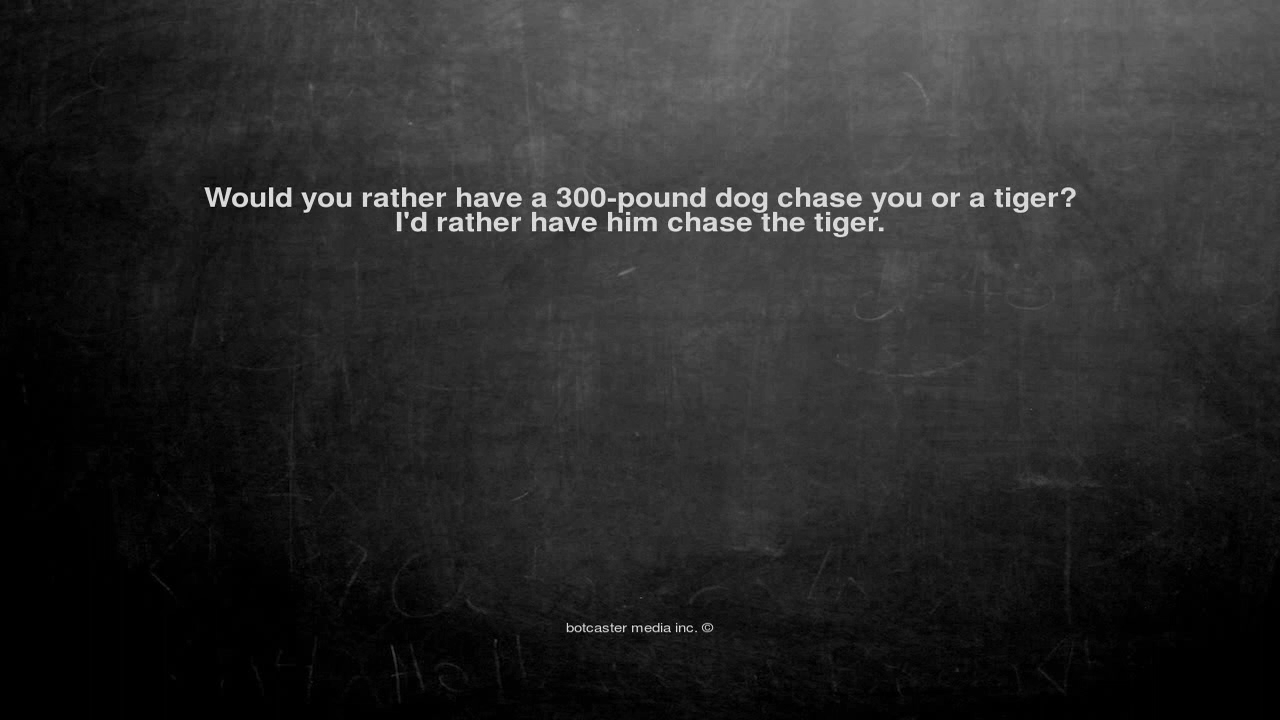 Would you rather have a 300-pound dog chase you or a tiger?
I'd rather have him chase the tiger.
botcaster media inc. ©